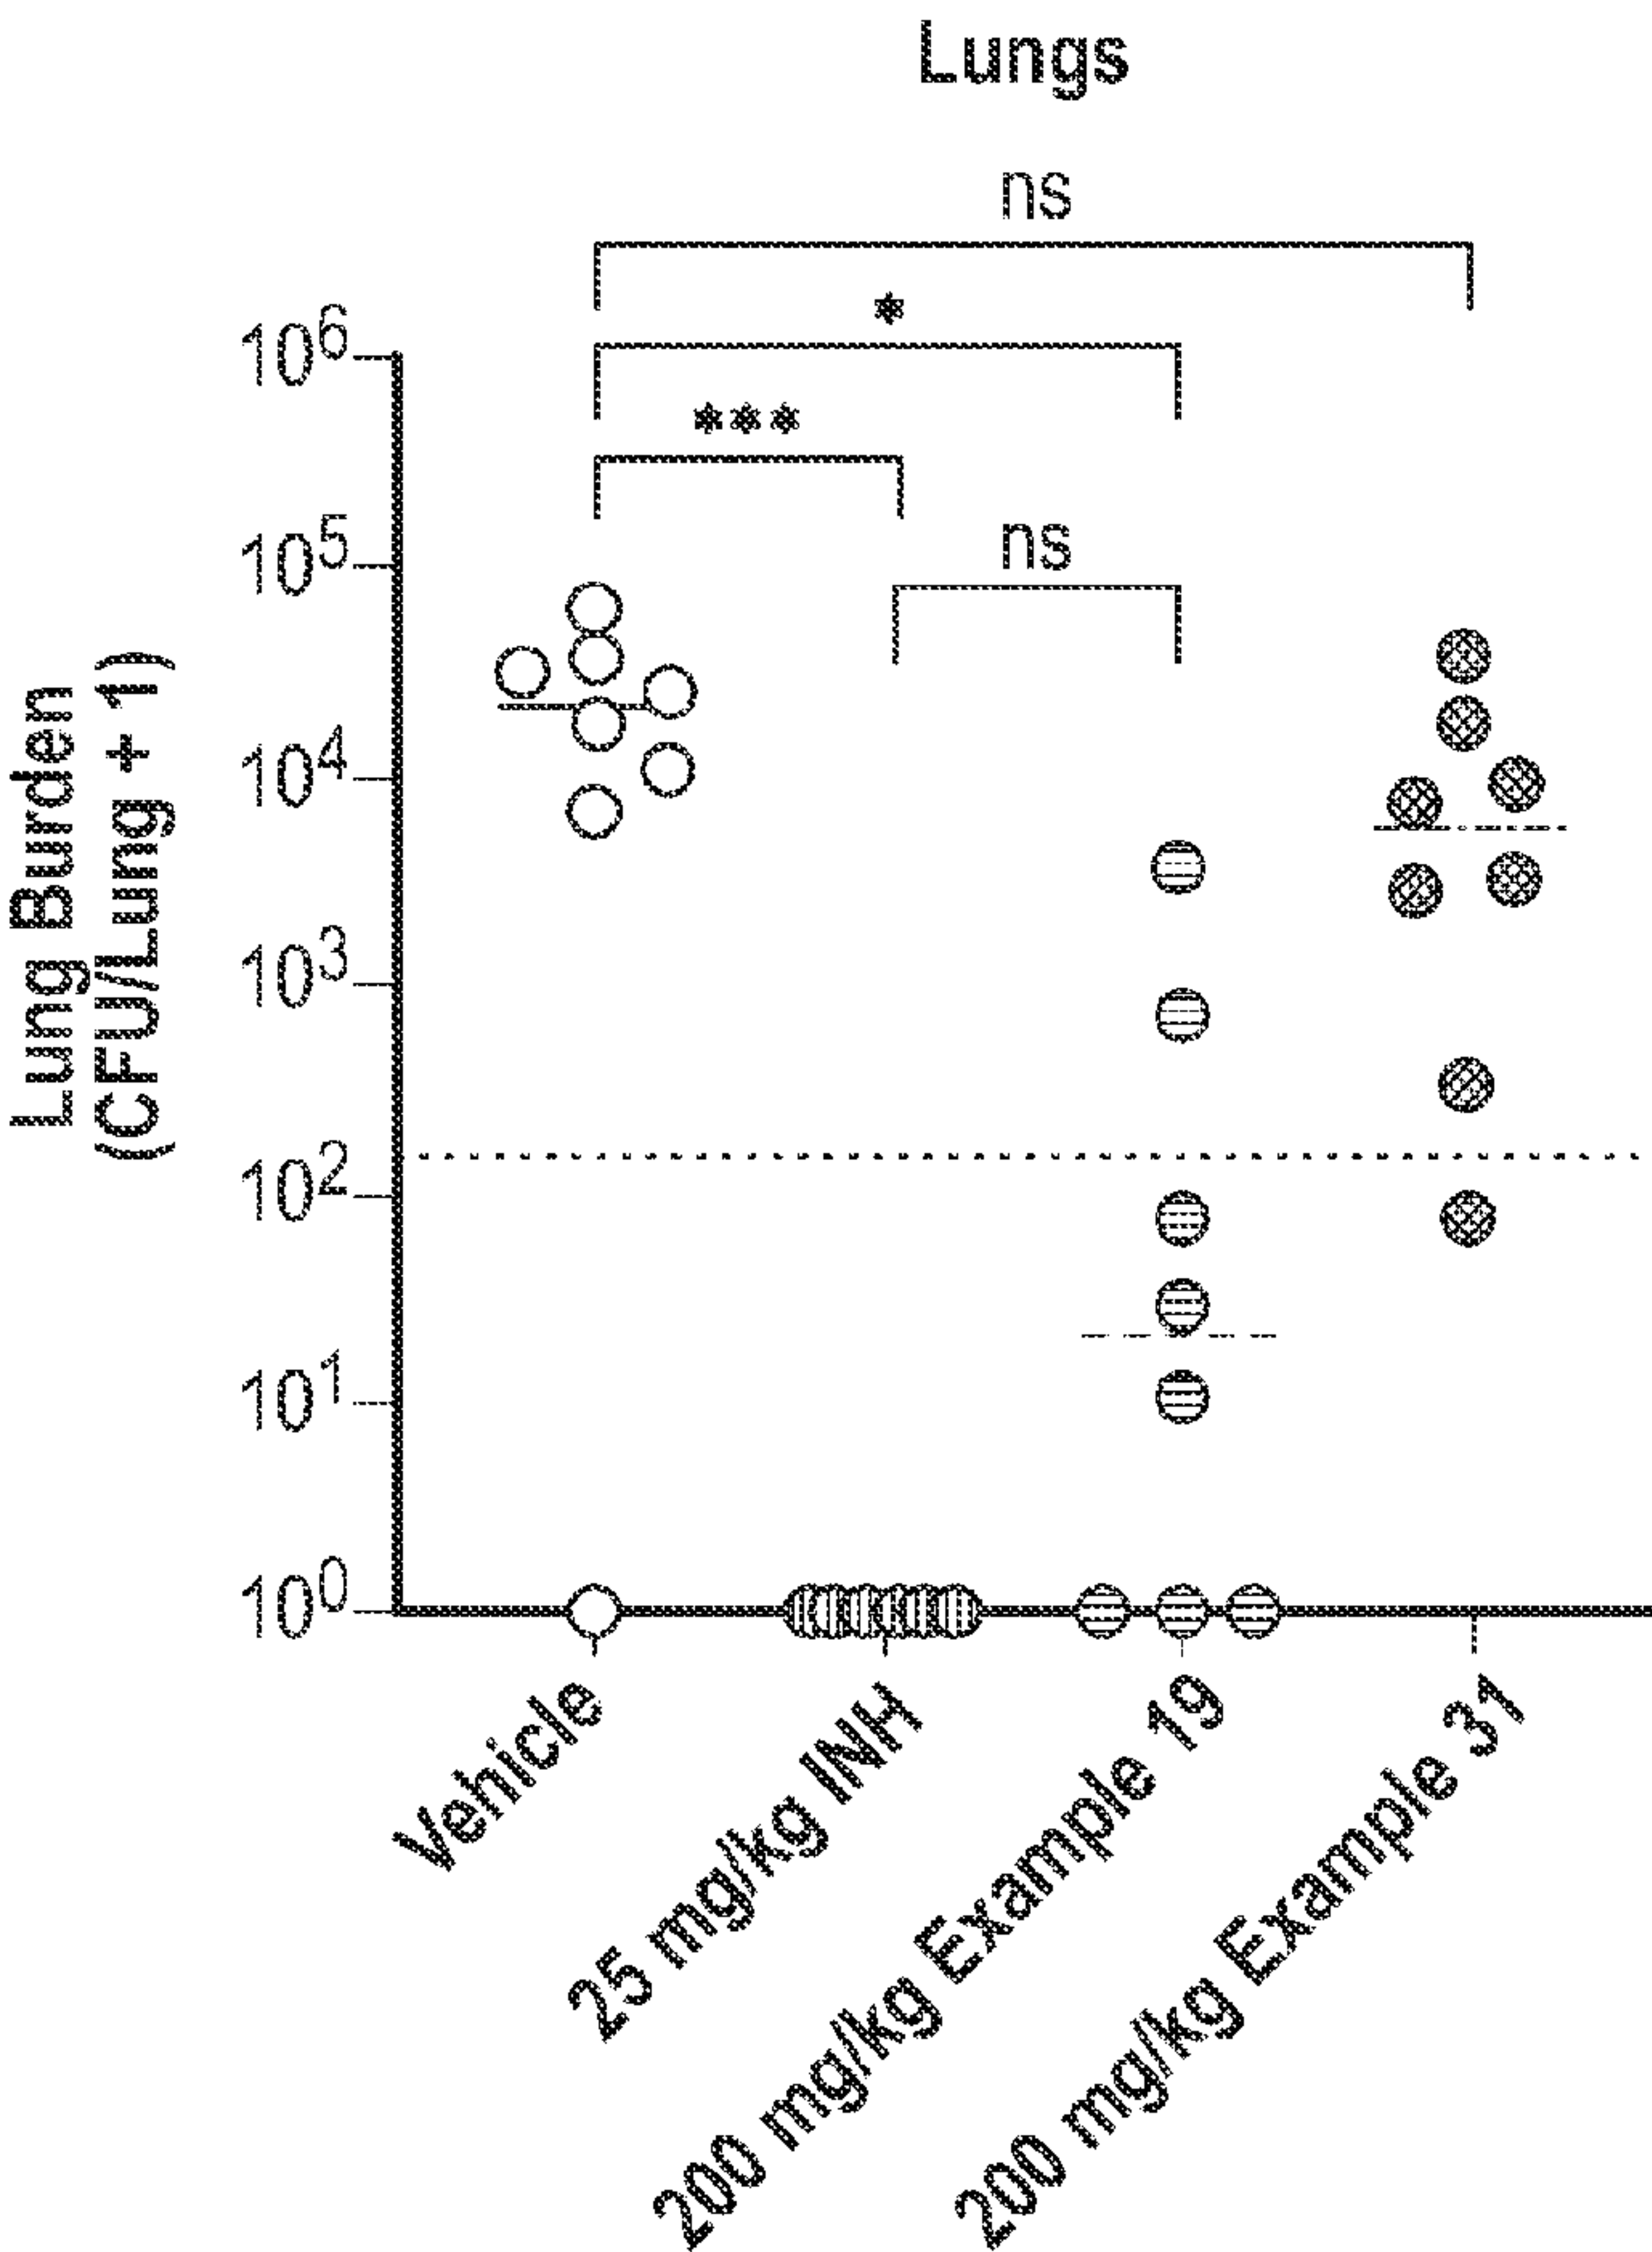 Lungs
ns
*
***
ns
10^6
10^5
10^4
10^3
10^2
10^1
10^0
Lung Burden
(CFU/Lung + 1)
Vehicle
25 mg/kg INH
200 mg/kg Example 19
200 mg/kg Example 31